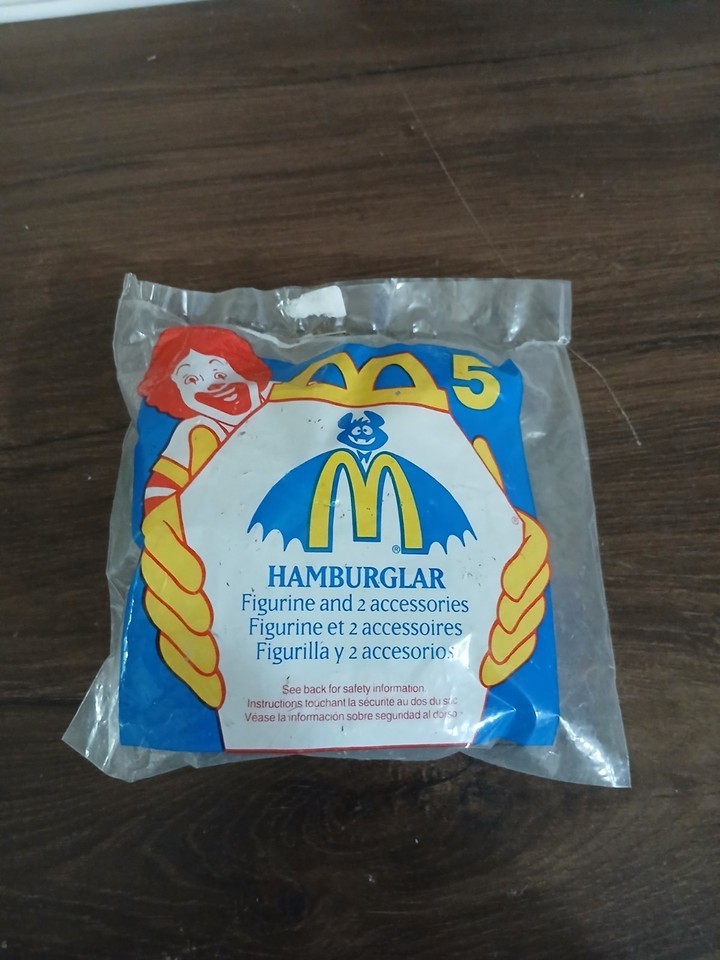 5
M
®
®
HAMBURGLAR
Figurine and 2 accessories
Figurine et 2 accessoires
Figurilla y 2 accesorios
See back for safety information
Instructions touchant la sécurité au dos du sac
Véase la información sobre seguridad al dorso